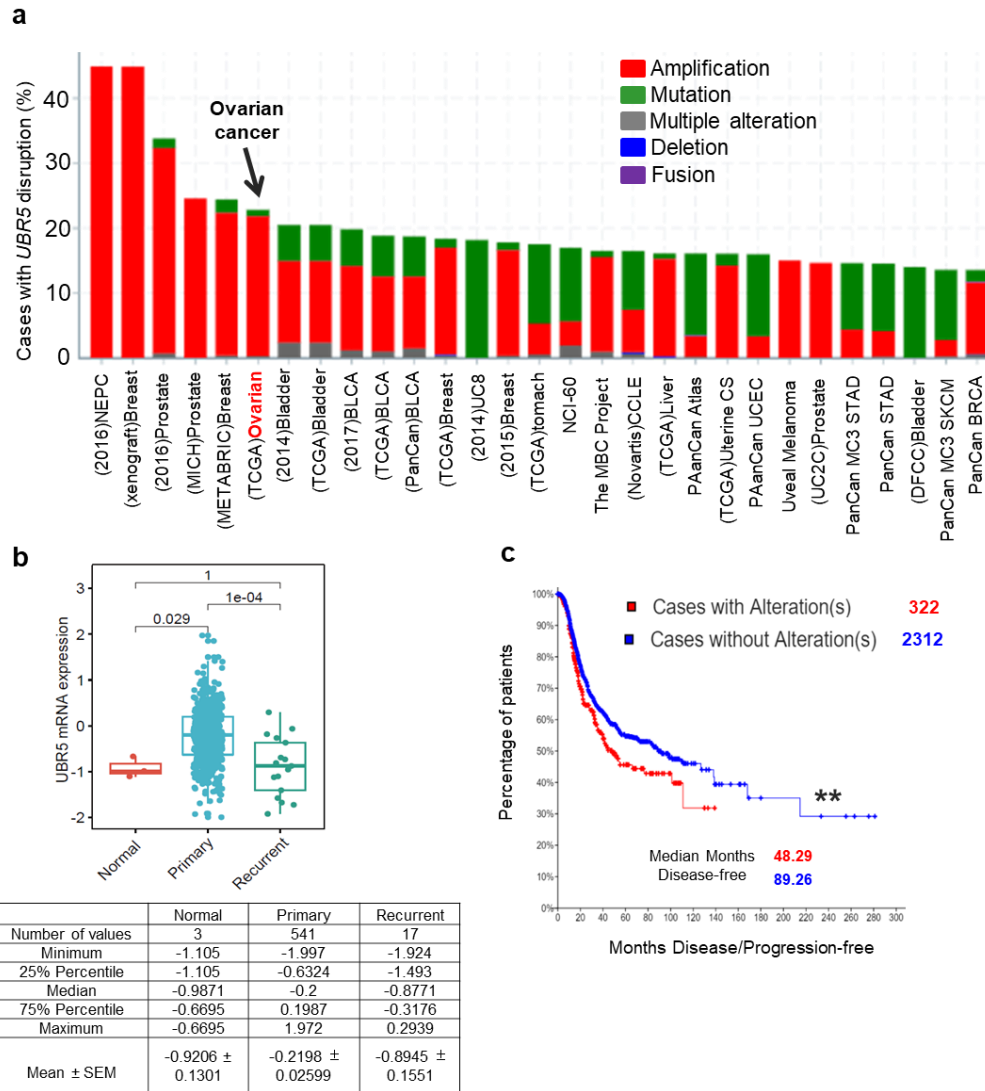 a
Cases with UBR5 disruption (%)
40
30
20
10
0
Ovarian
cancer
Amplification
Mutation
Multiple alteration
Deletion
Fusion
(2016)NEPC
(xenograft)Breast
(2016)Prostate
(MICH)Prostate
(METABRIC)Breast
(TCGA)Ovarian
(2014)Bladder
(TCGA)Bladder
(2017)BLCA
(TCGA)BLCA
(PanCan)BLCA
(TCGA)Breast
(2014)UC8
(2015)Breast
(TCGA)tomach
NCI-60
The MBC Project
(Novartis)CCLE
(TCGA)Liver
PAanCan Atlas
(TCGA)Uterine CS
PAanCan UCEC
Uveal Melanoma
(UC2C)Prostate
PanCan MC3 STAD
PanCan STAD
(DFCC)Bladder
PanCan MC3 SKCM
PanCan BRCA
b
UBR5 mRNA expression
3
2
1
0
-1
-2
1
1e-04
0.029
Normal
Primary
Recurrent
Normal Primary Recurrent
Number of values 3 541 17
Minimum -1.105 -1.997 -1.924
25% Percentile -1.105 -0.6324 -1.493
Median -0.9871 -0.2 -0.8771
75% Percentile -0.6695 0.1987 -0.3176
Maximum -0.6695 1.972 0.2939
Mean ± SEM -0.9206 ± 0.1301 -0.2198 ± 0.02599 -0.8945 ± 0.1551
c
Percentage of patients
100%
90%
80%
70%
60%
50%
40%
30%
20%
10%
0%
Cases with Alteration(s) 322
Cases without Alteration(s) 2312
**
Median Months Disease-free 48.29
89.26
0 20 40 60 80 100 120 140 160 180 200 220 240 260 280 300
Months Disease/Progression-free